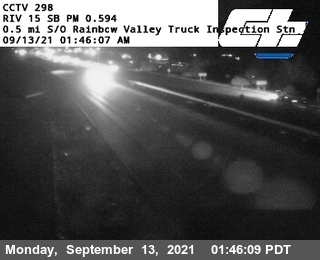 CCTV 298
RIV 15 SB PM 0.594
0.5 mi S/O Rainbow Valley Truck Inspection Stn
09/13/21 01:46:07 AM
Monday, September 13, 2021 01:46:09 PDT